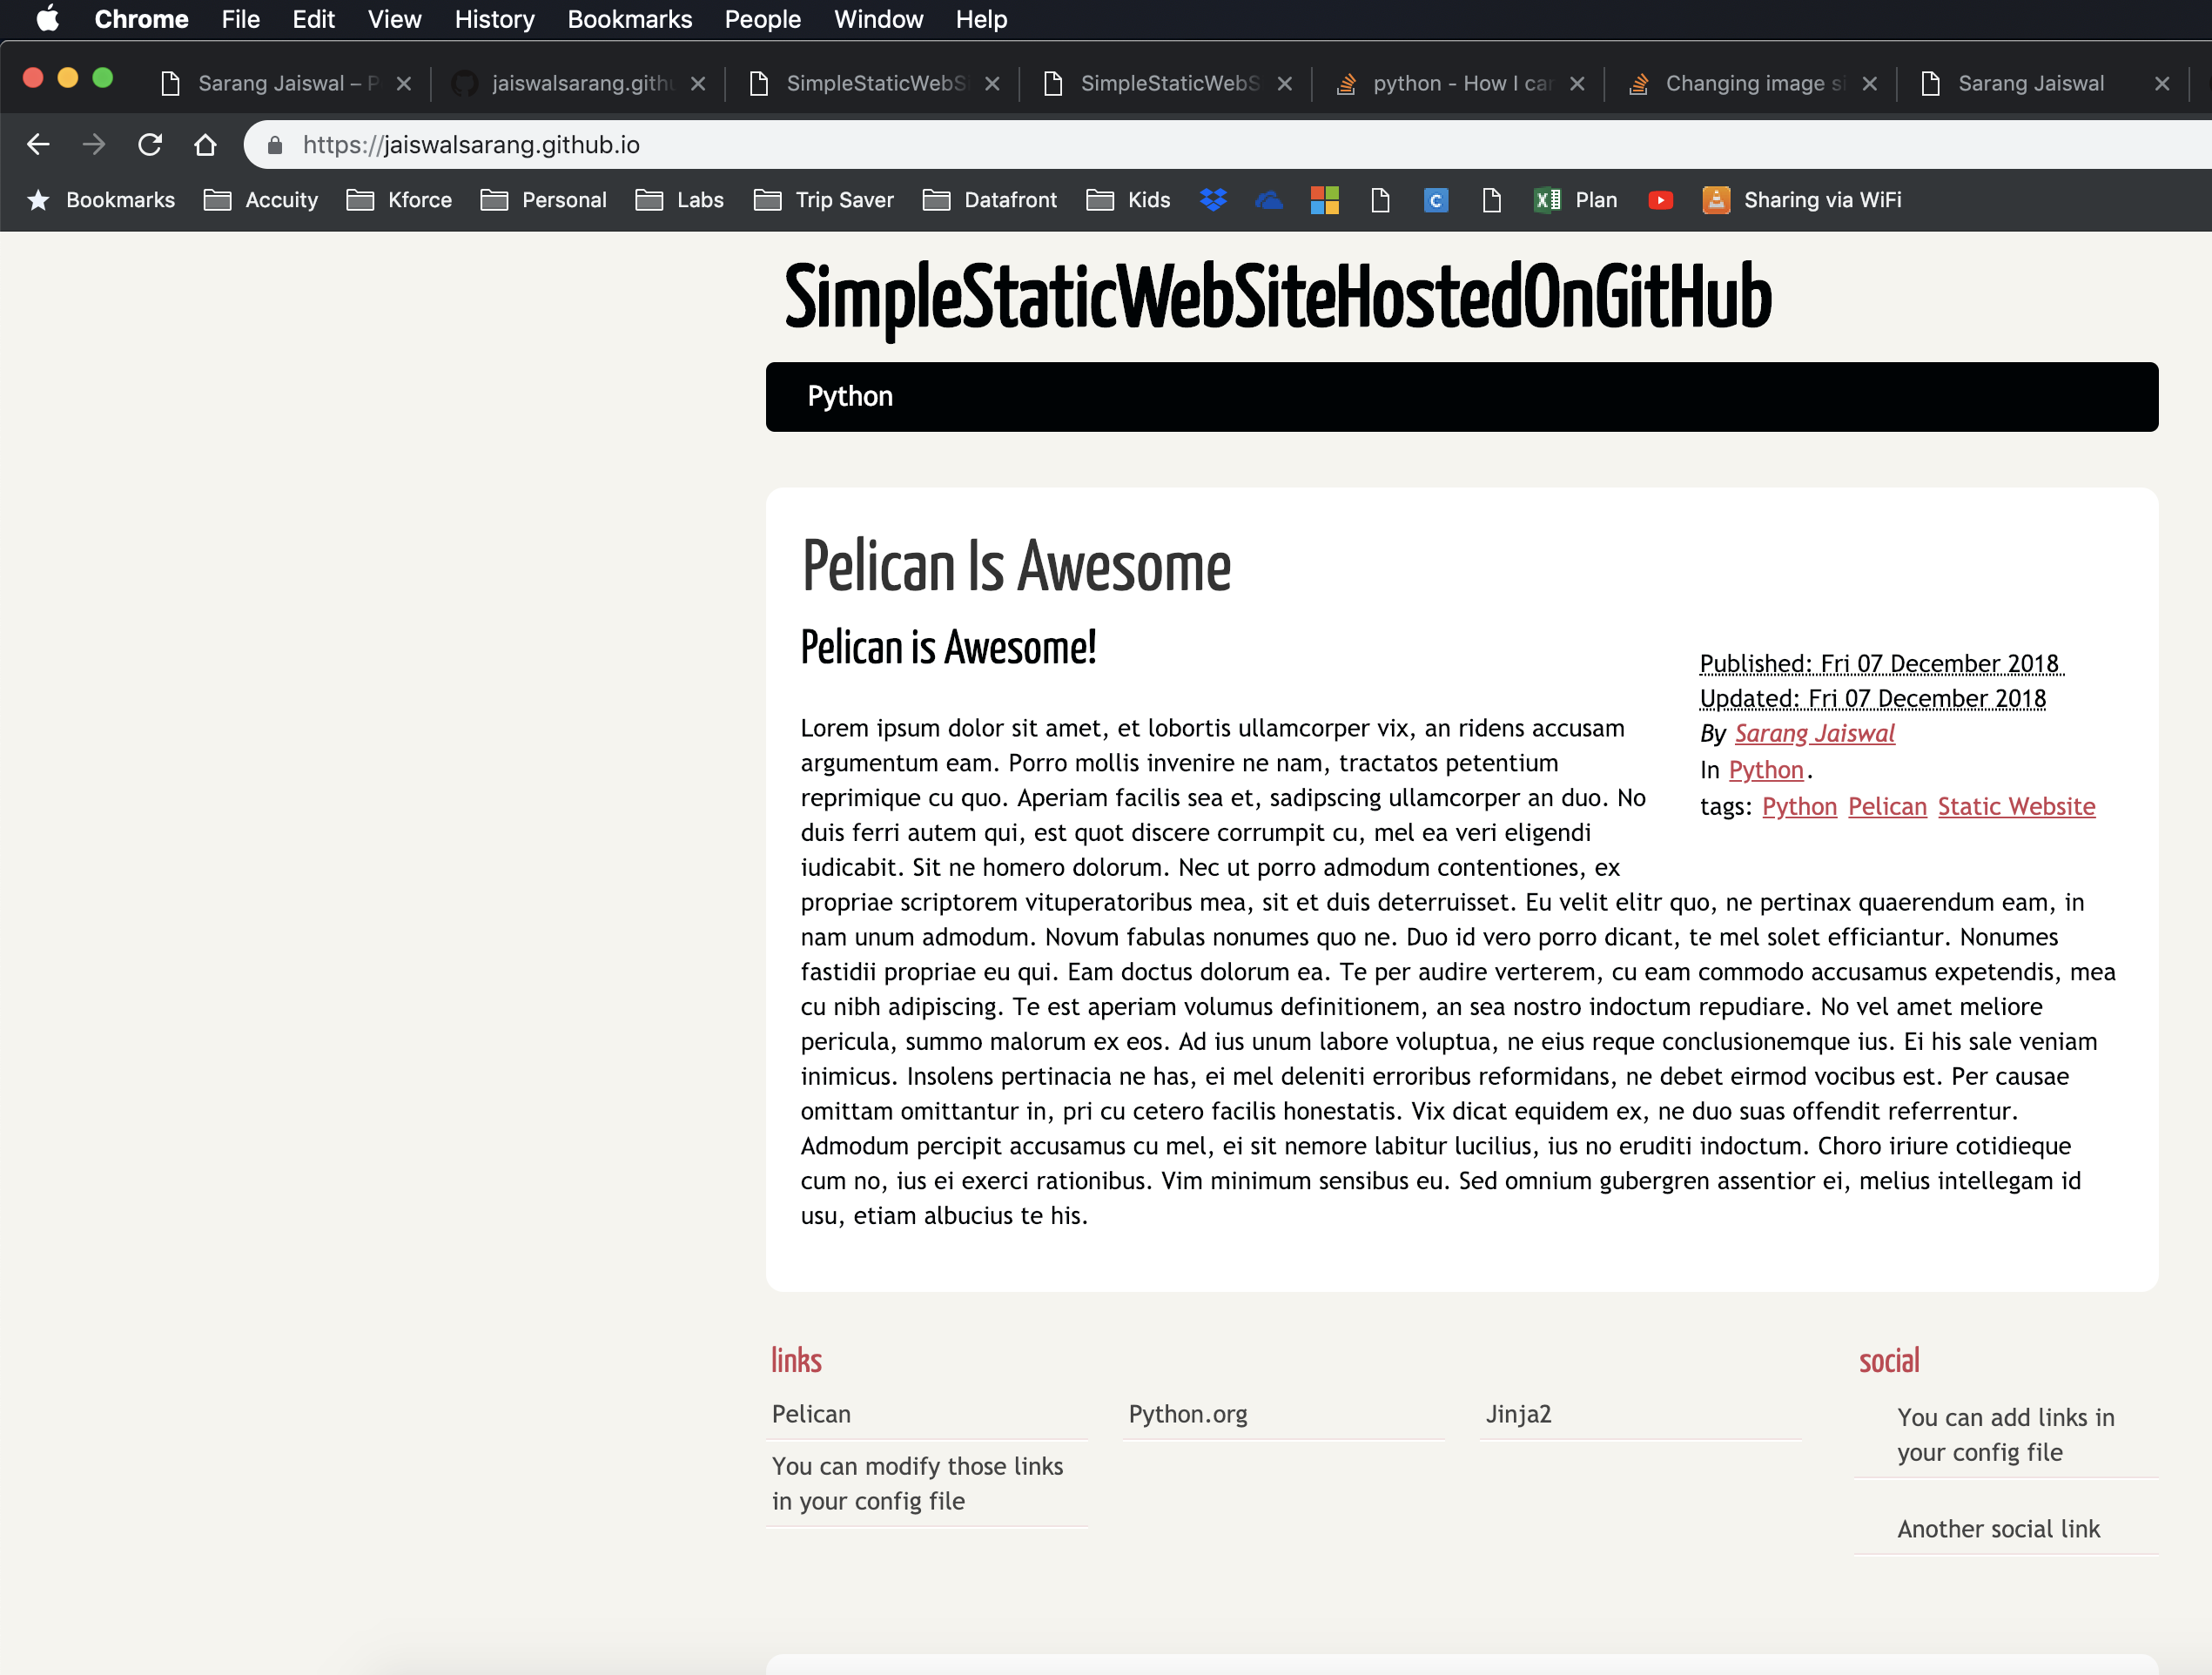 Chrome File Edit View History Bookmarks People Window Help
Sarang Jaiswal – P jaiswalsarang.githu SimpleStaticWebSi SimpleStaticWebS python - How I can Changing image si Sarang Jaiswal
https://jaiswalsarang.github.io
Bookmarks Accuity Kforce Personal Labs Trip Saver Datafront Kids Plan Sharing via WiFi
SimpleStaticWebSiteHostedOnGitHub
Python
Pelican Is Awesome
Pelican is Awesome!
Published: Fri 07 December 2018
Updated: Fri 07 December 2018
By Sarang Jaiswal
In Python.
tags: Python Pelican Static Website
Lorem ipsum dolor sit amet, et lobortis ullamcorper vix, an ridens accusam
argumentum eam. Porro mollis invenire ne nam, tractatos petentium
reprimique cu quo. Aperiam facilis sea et, sadipscing ullamcorper an duo. No
duis ferri autem qui, est quot discere corrumpit cu, mel ea veri eligendi
iudicabit. Sit ne homero dolorum. Nec ut porro admodum contentiones, ex
propriae scriptorem vituperatoribus mea, sit et duis deterruisset. Eu velit elitr quo, ne pertinax quaerendum eam, in
nam unum admodum. Novum fabulas nonumes quo ne. Duo id vero porro dicant, te mel solet efficiantur. Nonumes
fastidii propriae eu qui. Eam doctus dolorum ea. Te per audire verterem, cu eam commodo accusamus expetendis, mea
cu nibh adipiscing. Te est aperiam volumus definitionem, an sea nostro indoctum repudiare. No vel amet meliore
pericula, summo malorum ex eos. Ad ius unum labore voluptua, ne eius reque conclusionemque ius. Ei his sale veniam
inimicus. Insolens pertinacia ne has, ei mel deleniti erroribus reformidans, ne debet eirmod vocibus est. Per causae
omittam omittantur in, pri cu cetero facilis honestatis. Vix dicat equidem ex, ne duo suas offendit referrentur.
Admodum percipit accusamus cu mel, ei sit nemore labitur lucilius, ius no eruditi indoctum. Choro iriure cotidieque
cum no, ius ei exerci rationibus. Vim minimum sensibus eu. Sed omnium gubergren assentior ei, melius intellegam id
usu, etiam albucius te his.
links
Pelican Python.org Jinja2
You can modify those links
in your config file
social
You can add links in
your config file
Another social link